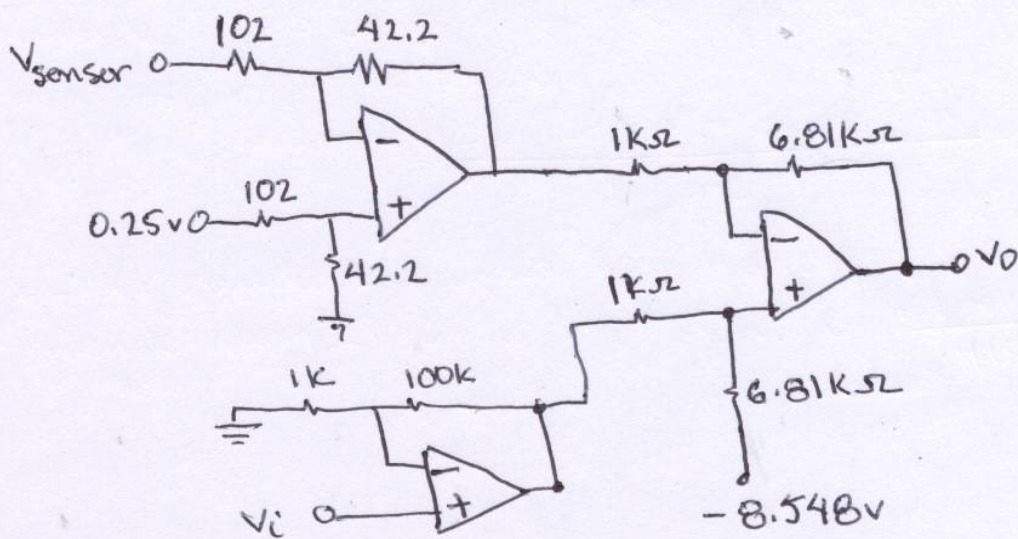 102 42.2
Vsensor
1KΩ 6.81KΩ
-
102
+
0.25v
42.2
-
Vo
1KΩ
+
1K 100K
6.81KΩ
-
+
Vi
-8.548v